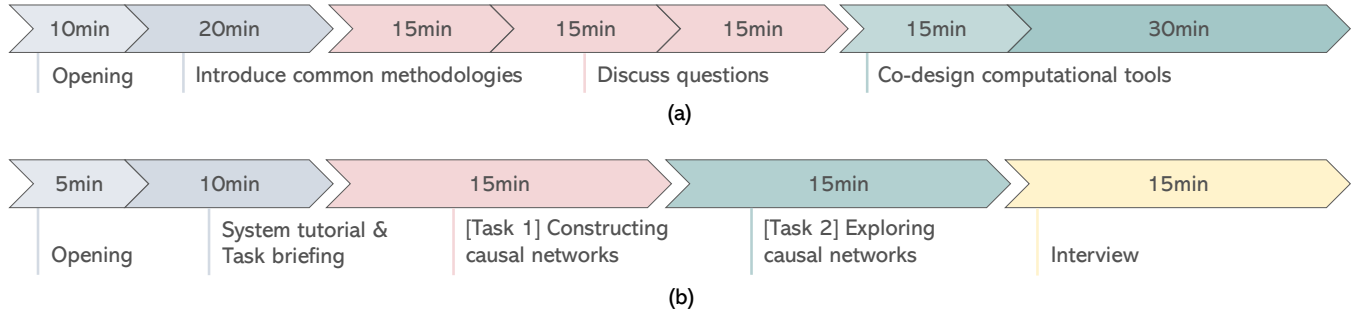 10min 20min 15min 15min 15min 15min 30min
Opening Introduce common methodologies Discuss questions Co-design computational tools
(a)
5min 10min 15min 15min 15min
Opening
System tutorial &
Task briefing
[Task 1] Constructing
causal networks
[Task 2] Exploring
causal networks
Interview
(b)